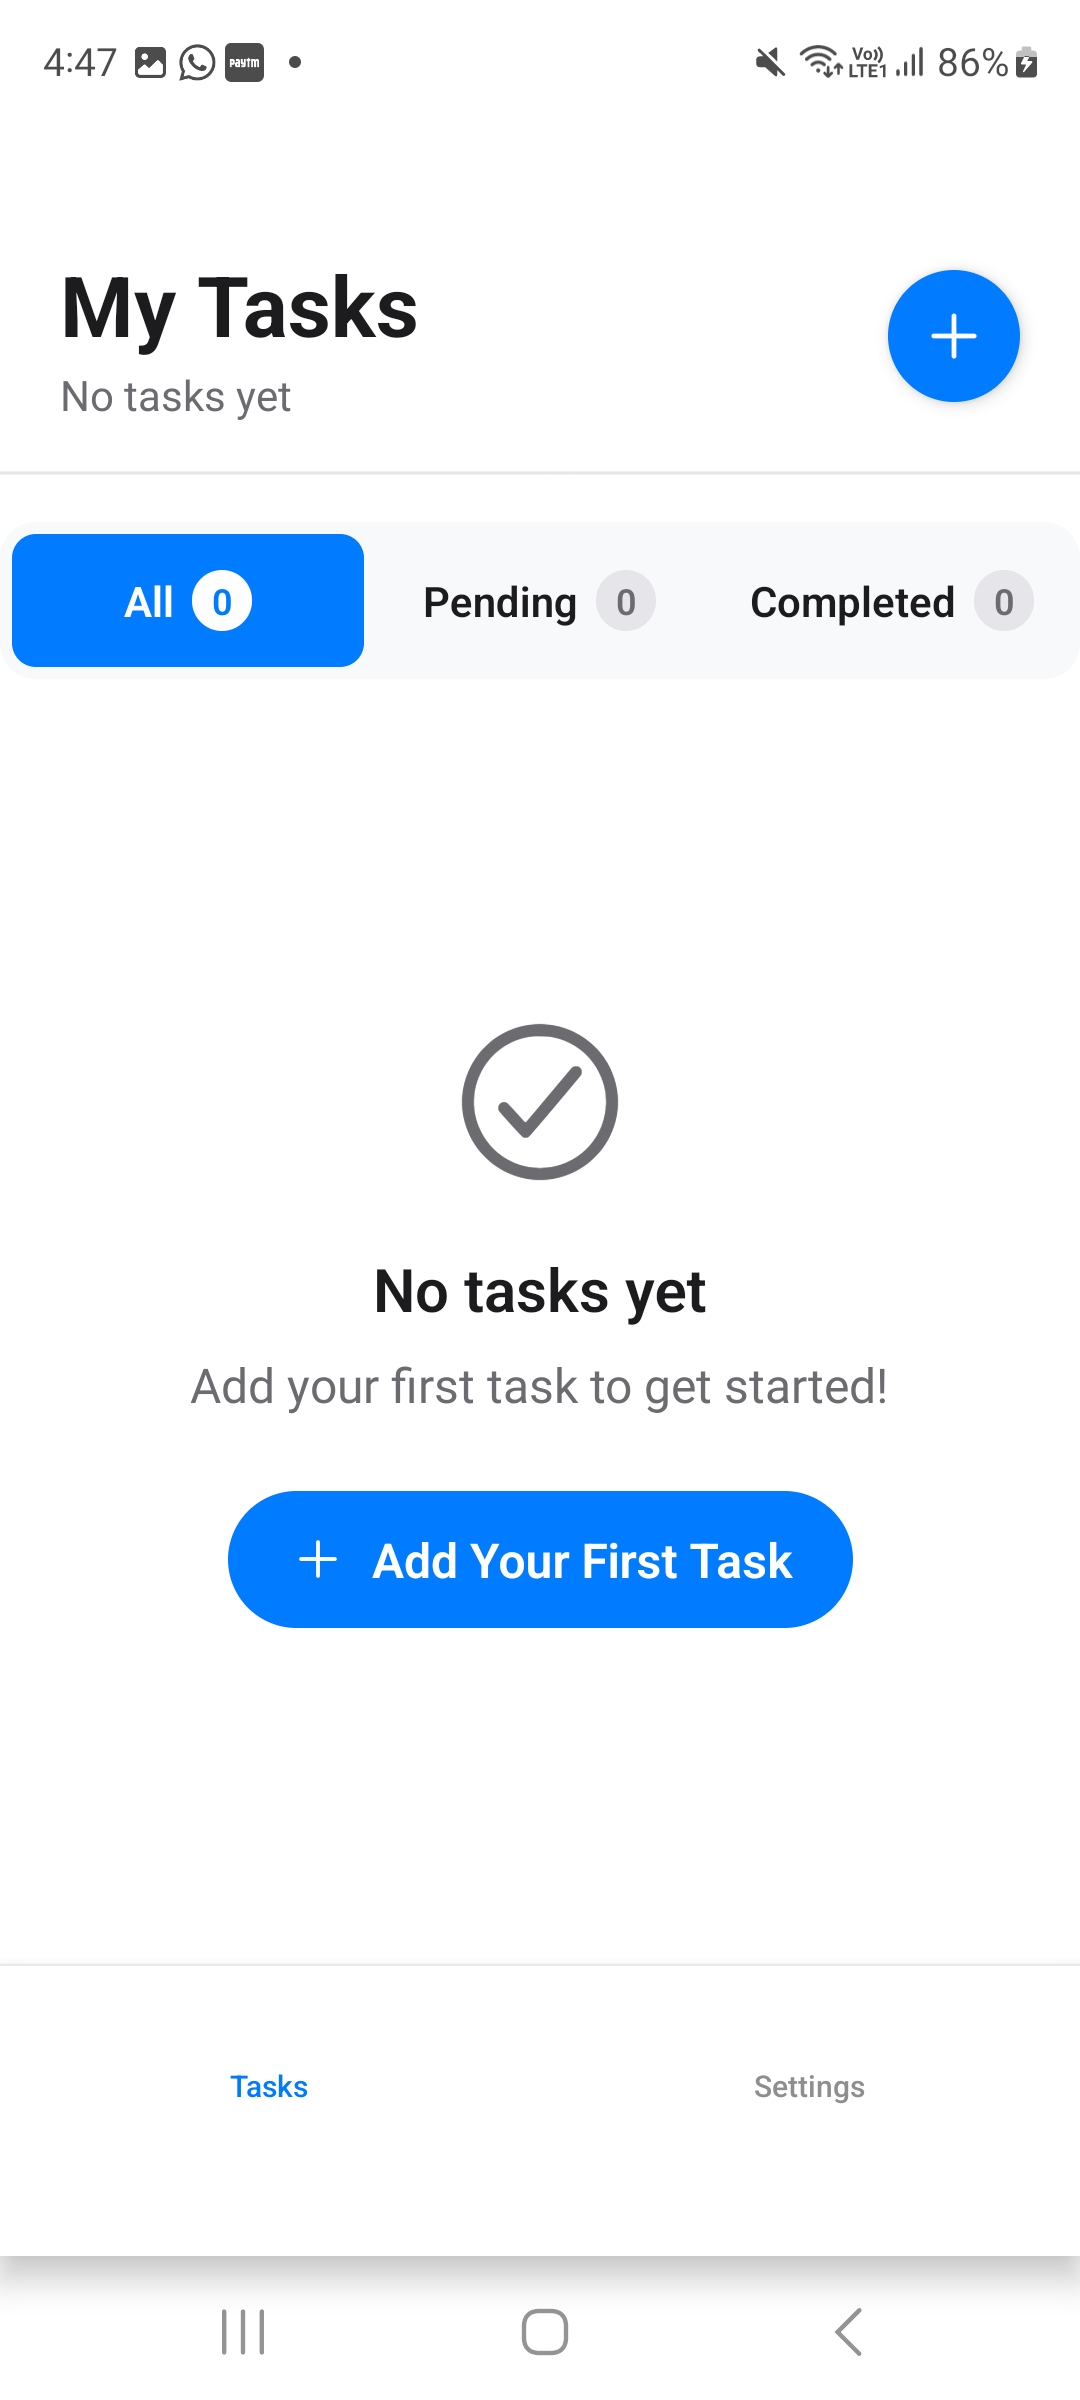 4:47 paytm Vo)) LTE1 86%
My Tasks
No tasks yet
All 0 Pending 0 Completed 0
No tasks yet
Add your first task to get started!
Add Your First Task
Tasks Settings